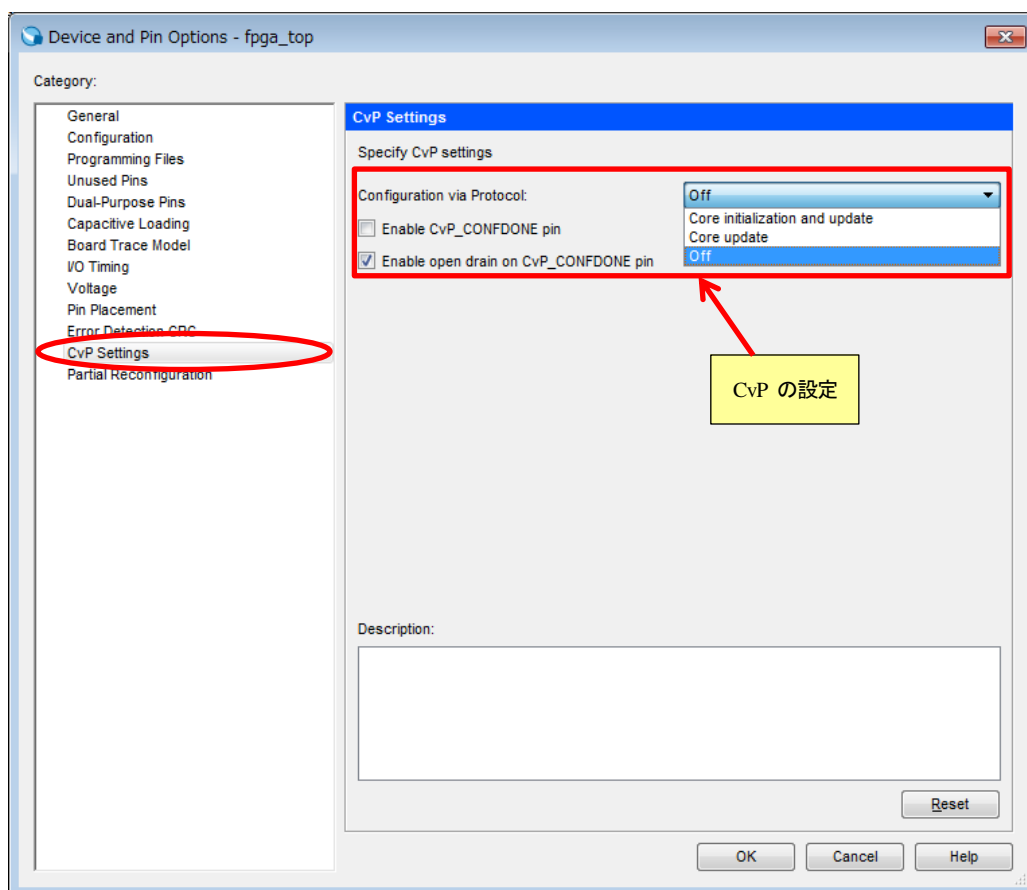 Device and Pin Options - fpga_top
Category:
General
Configuration
Programming Files
Unused Pins
Dual-Purpose Pins
Capacitive Loading
Board Trace Model
I/O Timing
Voltage
Pin Placement
Error Detection CRC
CvP Settings
Partial Reconfiguration
CvP Settings
Specify CvP settings
Configuration via Protocol:
Off
Core initialization and update
Core update
Off
Enable CvP_CONFDONE pin
Enable open drain on CvP_CONFDONE pin
CvP の設定
Description:
Reset
OK
Cancel
Help